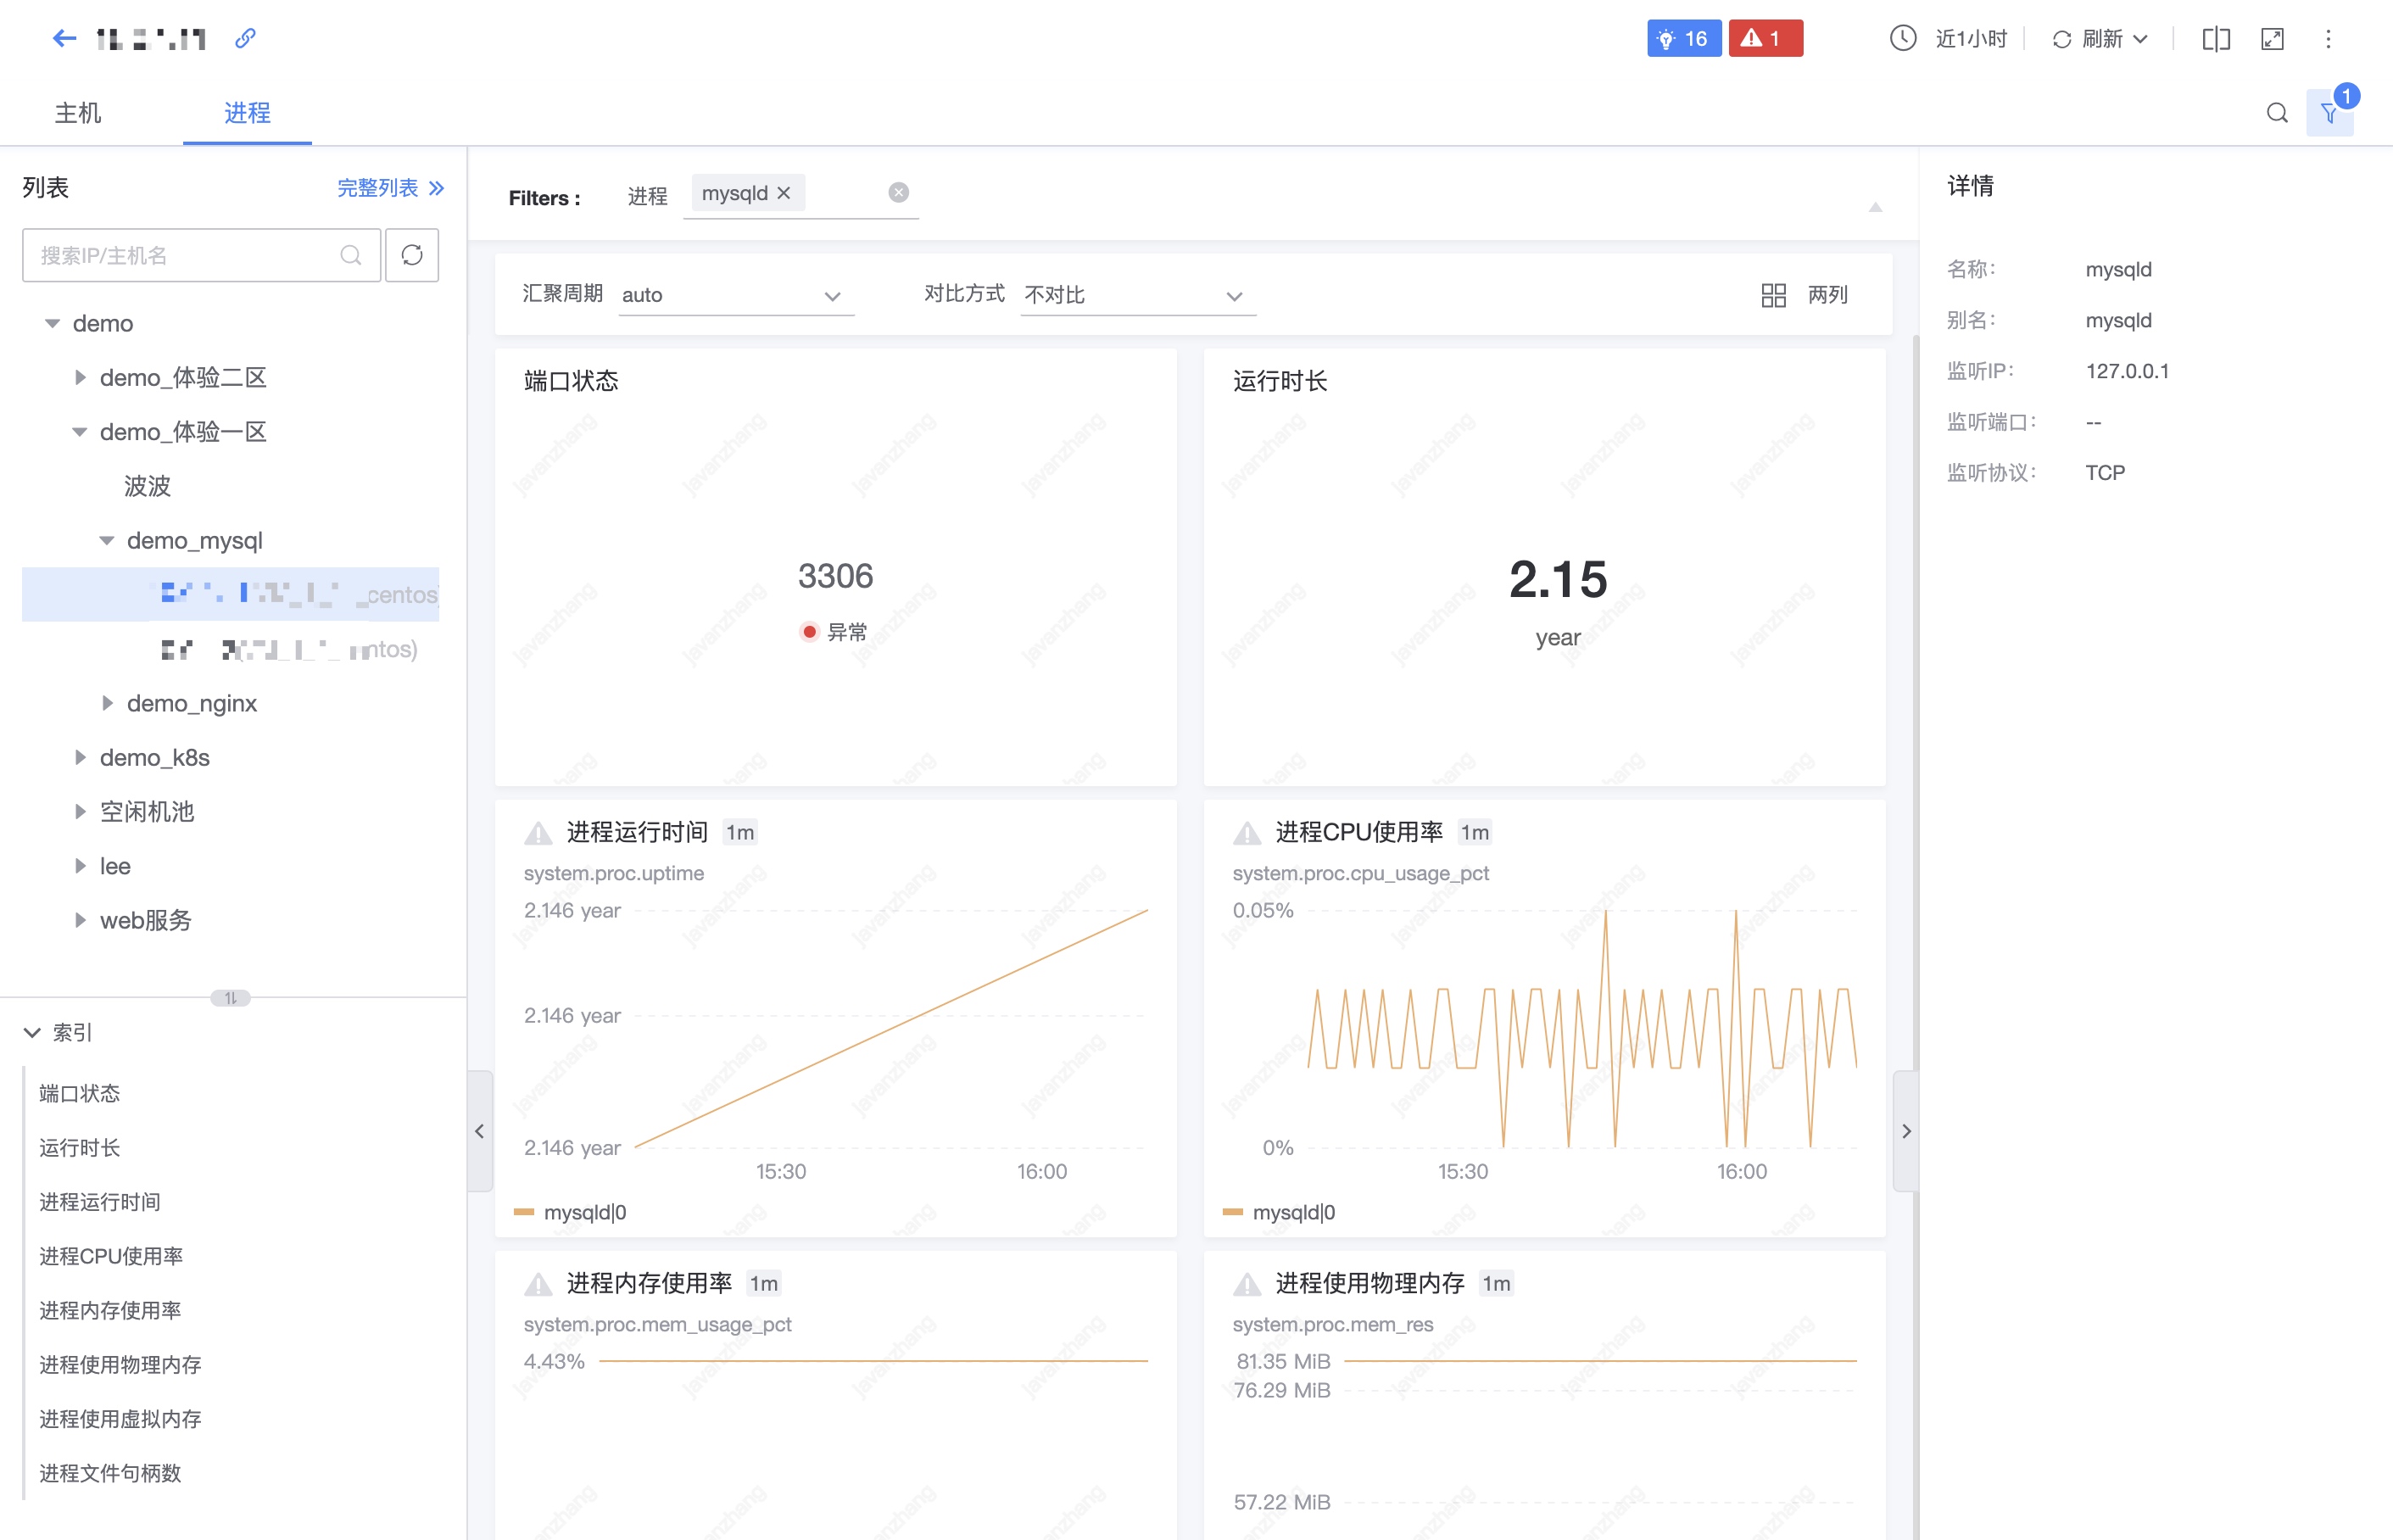 16
1
近1小时
刷新
主机
进程
1
列表
完整列表
搜索IP/主机名
demo
demo_体验二区
demo_体验一区
波波
demo_mysql
centos
ntos)
demo_nginx
demo_k8s
空闲机池
lee
web服务
索引
端口状态
运行时长
进程运行时间
进程CPU使用率
进程内存使用率
进程使用物理内存
进程使用虚拟内存
进程文件句柄数
Filters :
进程
mysqld
汇聚周期
auto
对比方式
不对比
两列
端口状态
3306
异常
运行时长
2.15
year
进程运行时间 1m
system.proc.uptime
2.146 year
2.146 year
2.146 year
15:30
16:00
mysqld|0
进程CPU使用率 1m
system.proc.cpu_usage_pct
0.05%
0%
15:30
16:00
mysqld|0
进程内存使用率 1m
system.proc.mem_usage_pct
4.43%
进程使用物理内存 1m
system.proc.mem_res
81.35 MiB
76.29 MiB
57.22 MiB
javanzhang
详情
名称: mysqld
别名: mysqld
监听IP: 127.0.0.1
监听端口: --
监听协议: TCP